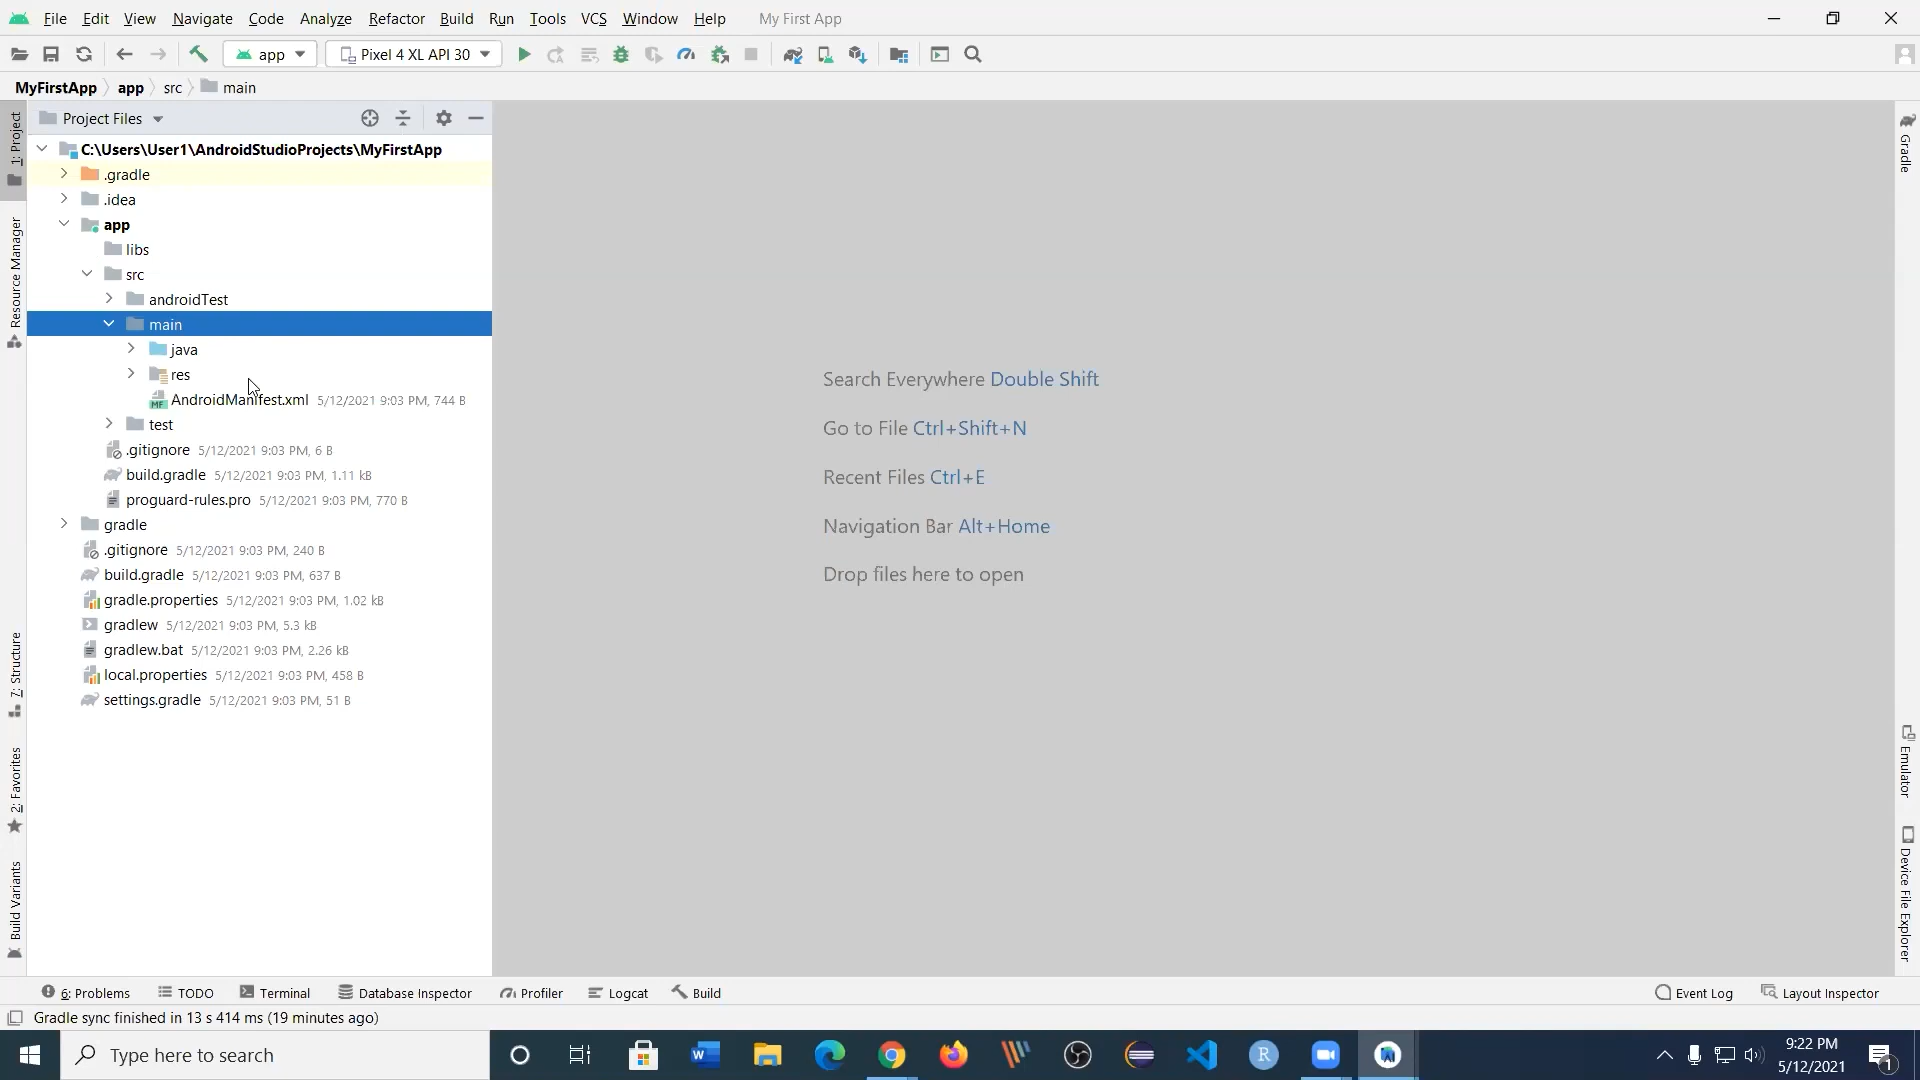 File Edit View Navigate Code Analyze Refactor Build Run Tools VCS Window Help My First App
app Pixel 4 XL API 30
MyFirstApp app src main
Project Files
C:\Users\User1\AndroidStudioProjects\MyFirstApp
.gradle
.idea
app
libs
src
androidTest
main
java
res
AndroidManifest.xml 5/12/2021 9:03 PM, 744 B
test
.gitignore 5/12/2021 9:03 PM, 6 B
build.gradle 5/12/2021 9:03 PM, 1.11 kB
proguard-rules.pro 5/12/2021 9:03 PM, 770 B
gradle
.gitignore 5/12/2021 9:03 PM, 240 B
build.gradle 5/12/2021 9:03 PM, 637 B
gradle.properties 5/12/2021 9:03 PM, 1.02 kB
gradlew 5/12/2021 9:03 PM, 5.3 kB
gradlew.bat 5/12/2021 9:03 PM, 2.26 kB
local.properties 5/12/2021 9:03 PM, 458 B
settings.gradle 5/12/2021 9:03 PM, 51 B
1: Project
Resource Manager
7: Structure
2: Favorites
Build Variants
Search Everywhere Double Shift
Go to File Ctrl+Shift+N
Recent Files Ctrl+E
Navigation Bar Alt+Home
Drop files here to open
Gradle
Emulator
Device File Explorer
6: Problems TODO Terminal Database Inspector Profiler Logcat Build Event Log Layout Inspector
Gradle sync finished in 13 s 414 ms (19 minutes ago)
Type here to search
W
R
9:22 PM
5/12/2021
1